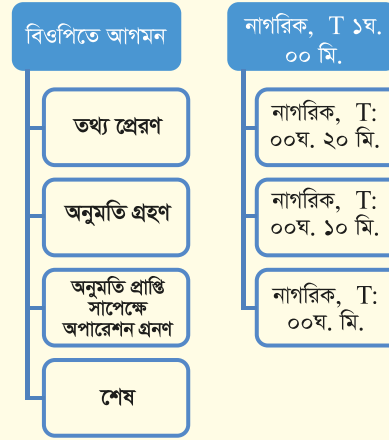 বিওপিতে আগমন
তথ্য প্রেরণ
অনুমতি গ্রহণ
অনুমতি প্রাপ্তি
সাপেক্ষে
অপারেশন গ্রনণ
শেষ
নাগরিক, T ১ঘ.
০০ মি.
নাগরিক, T:
০০ঘ. ২০ মি.
নাগরিক, T:
০০ঘ. ১০ মি.
নাগরিক, T:
০০ঘ. মি.